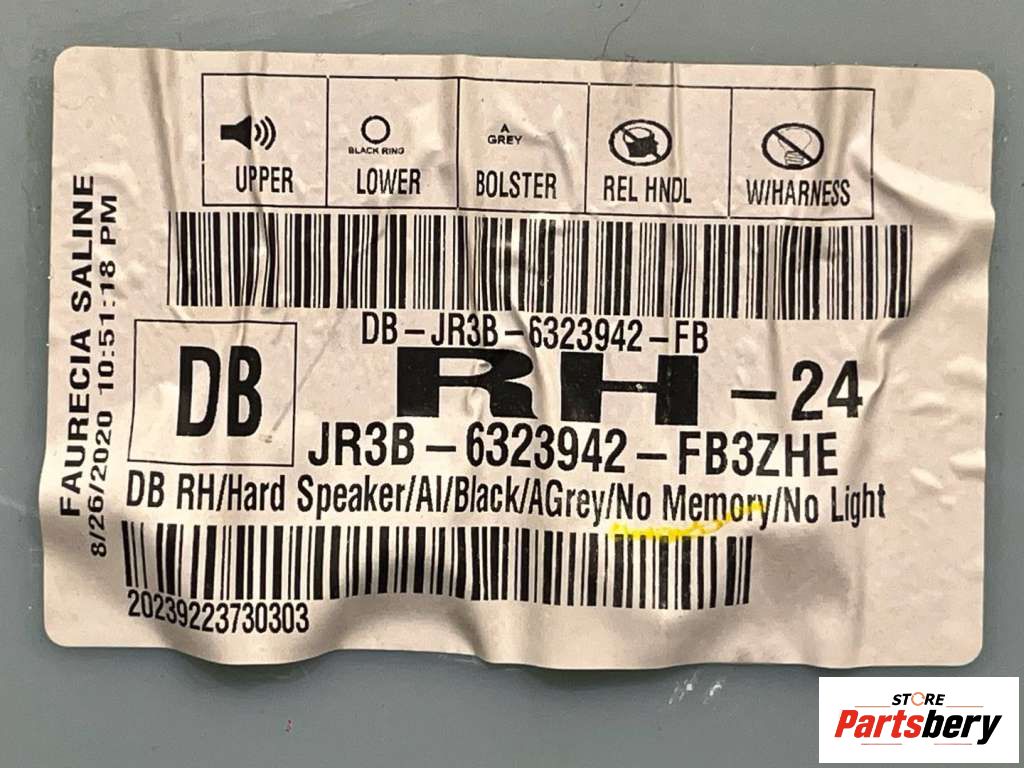 UPPER
BLACK RING
LOWER
A
GREY
BOLSTER
REL HNDL
W/HARNESS
FAURECIA SALINE
8/26/2020 10:51:18 PM
DB-JR3B-6323942-FB
DB
RH -24
JR3B-6323942-FB3ZHE
DB RH/Hard Speaker/Al/Black/AGrey/No Memory/No Light
20239223730303
STORE
Partsbery